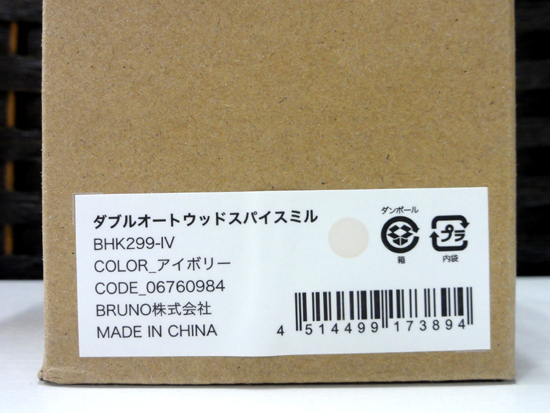 ダブルオートウッドスパイスミル
BHK299-IV
COLOR_アイボリー
CODE_06760984
BRUNO株式会社
MADE IN CHINA
ダンボール
箱
プラ
内袋
4 514499 173894